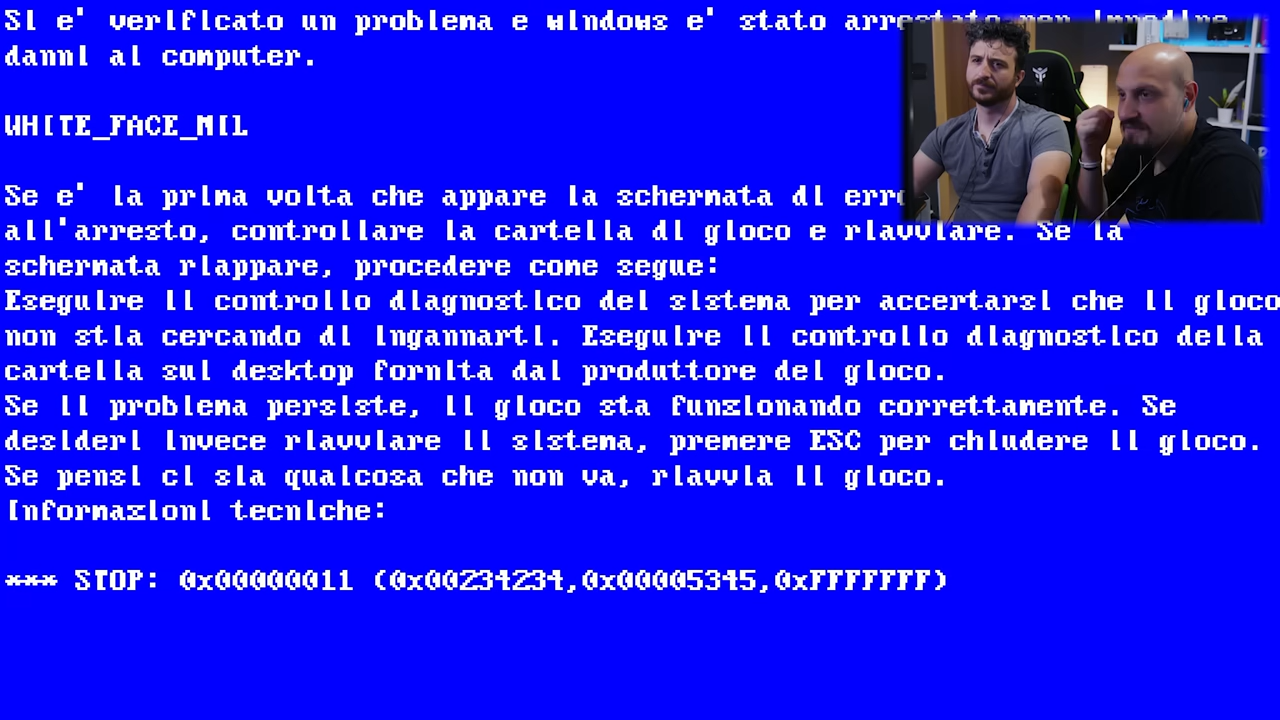 Si e' verificato un problema e windows e' stato arrestato per impedire
danni al computer.
WHITE_FACE_MIL
Se e' la prima volta che appare la schermata di erro
all'arresto, controllare la cartella di gioco e riavviare. Se la
schermata riappare, procedere come segue:
Eseguire il controllo diagnostico del sistema per accertarsi che il gioco
non stia cercando di ingannarti. Eseguire il controllo diagnostico della
cartella sul desktop fornita dal produttore del gioco.
Se il problema persiste, il gioco sta funzionando correttamente. Se
desideri invece riavviare il sistema, premere ESC per chiudere il gioco.
Se pensi ci sia qualcosa che non va, riavvia il gioco.
Informazioni tecniche:
*** STOP: 0x00000011 (0x00234234,0x00005345,0xFFFFFFF)